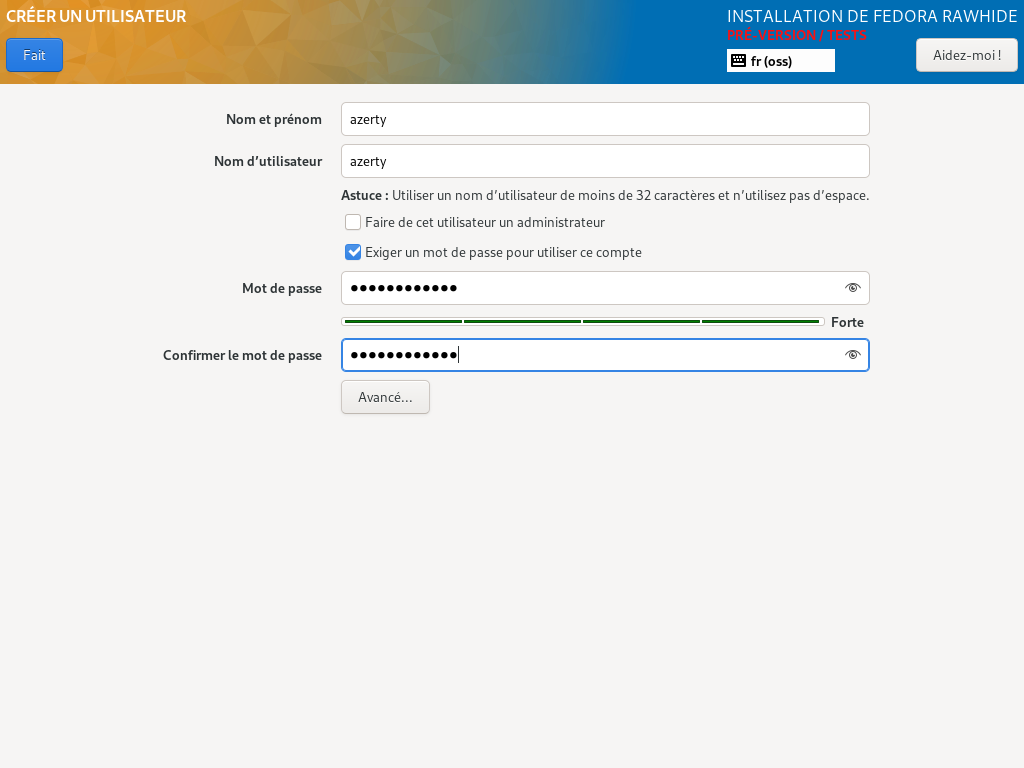 CRÉER UN UTILISATEUR
INSTALLATION DE FEDORA RAWHIDE
PRÉ-VERSION / TESTS
Fait
fr (oss)
Aidez-moi !
Nom et prénom
azerty
Nom d’utilisateur
azerty
Astuce : Utiliser un nom d’utilisateur de moins de 32 caractères et n’utilisez pas d’espace.
Faire de cet utilisateur un administrateur
Exiger un mot de passe pour utiliser ce compte
Mot de passe
●●●●●●●●●●●●
Forte
Confirmer le mot de passe
●●●●●●●●●●●●
Avancé...